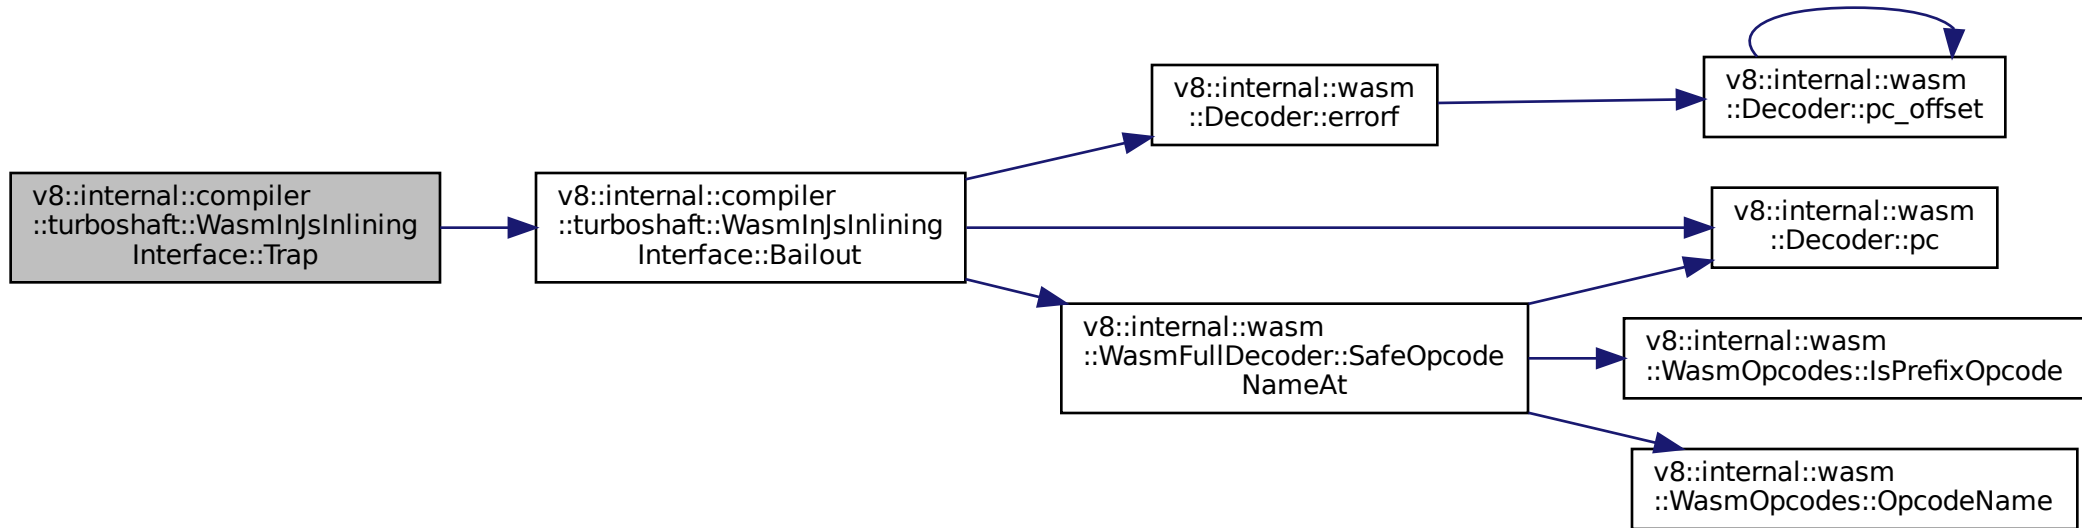 v8::internal::compiler
::turboshaft::WasmInJsInlining
Interface::Trap
v8::internal::compiler
::turboshaft::WasmInJsInlining
Interface::Bailout
v8::internal::wasm
::Decoder::errorf
v8::internal::wasm
::Decoder::pc_offset
v8::internal::wasm
::Decoder::pc
v8::internal::wasm
::WasmFullDecoder::SafeOpcode
NameAt
v8::internal::wasm
::WasmOpcodes::IsPrefixOpcode
v8::internal::wasm
::WasmOpcodes::OpcodeName